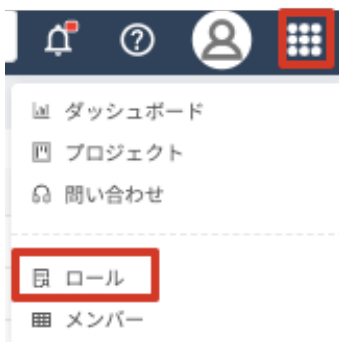 ダッシュボード
プロジェクト
問い合わせ
ロール
メンバー